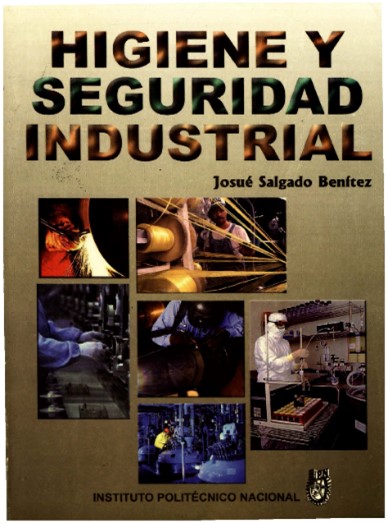 HIGIENE Y
SEGURIDAD
INDUSTRIAL
Josué Salgado Benítez
INSTITUTO POLITÉCNICO NACIONAL